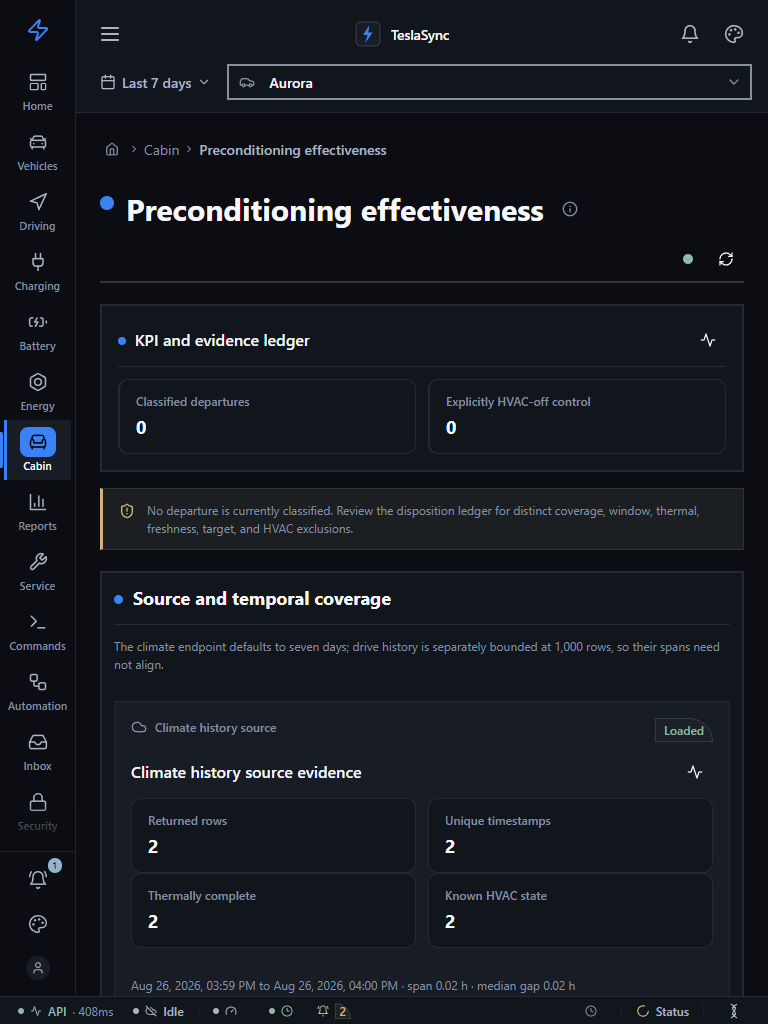 TeslaSync
Last 7 days
Aurora
Home
Vehicles
Driving
Charging
Battery
Energy
Cabin
Reports
Service
Commands
Automation
Inbox
Security
1
Cabin
Preconditioning effectiveness
Preconditioning effectiveness
KPI and evidence ledger
Classified departures
0
Explicitly HVAC-off control
0
No departure is currently classified. Review the disposition ledger for distinct coverage, window, thermal,
freshness, target, and HVAC exclusions.
Source and temporal coverage
The climate endpoint defaults to seven days; drive history is separately bounded at 1,000 rows, so their spans need
not align.
Climate history source
Loaded
Climate history source evidence
Returned rows
2
Unique timestamps
2
Thermally complete
2
Known HVAC state
2
Aug 26, 2026, 03:59 PM to Aug 26, 2026, 04:00 PM · span 0.02 h · median gap 0.02 h
API · 408ms
Idle
2
Status